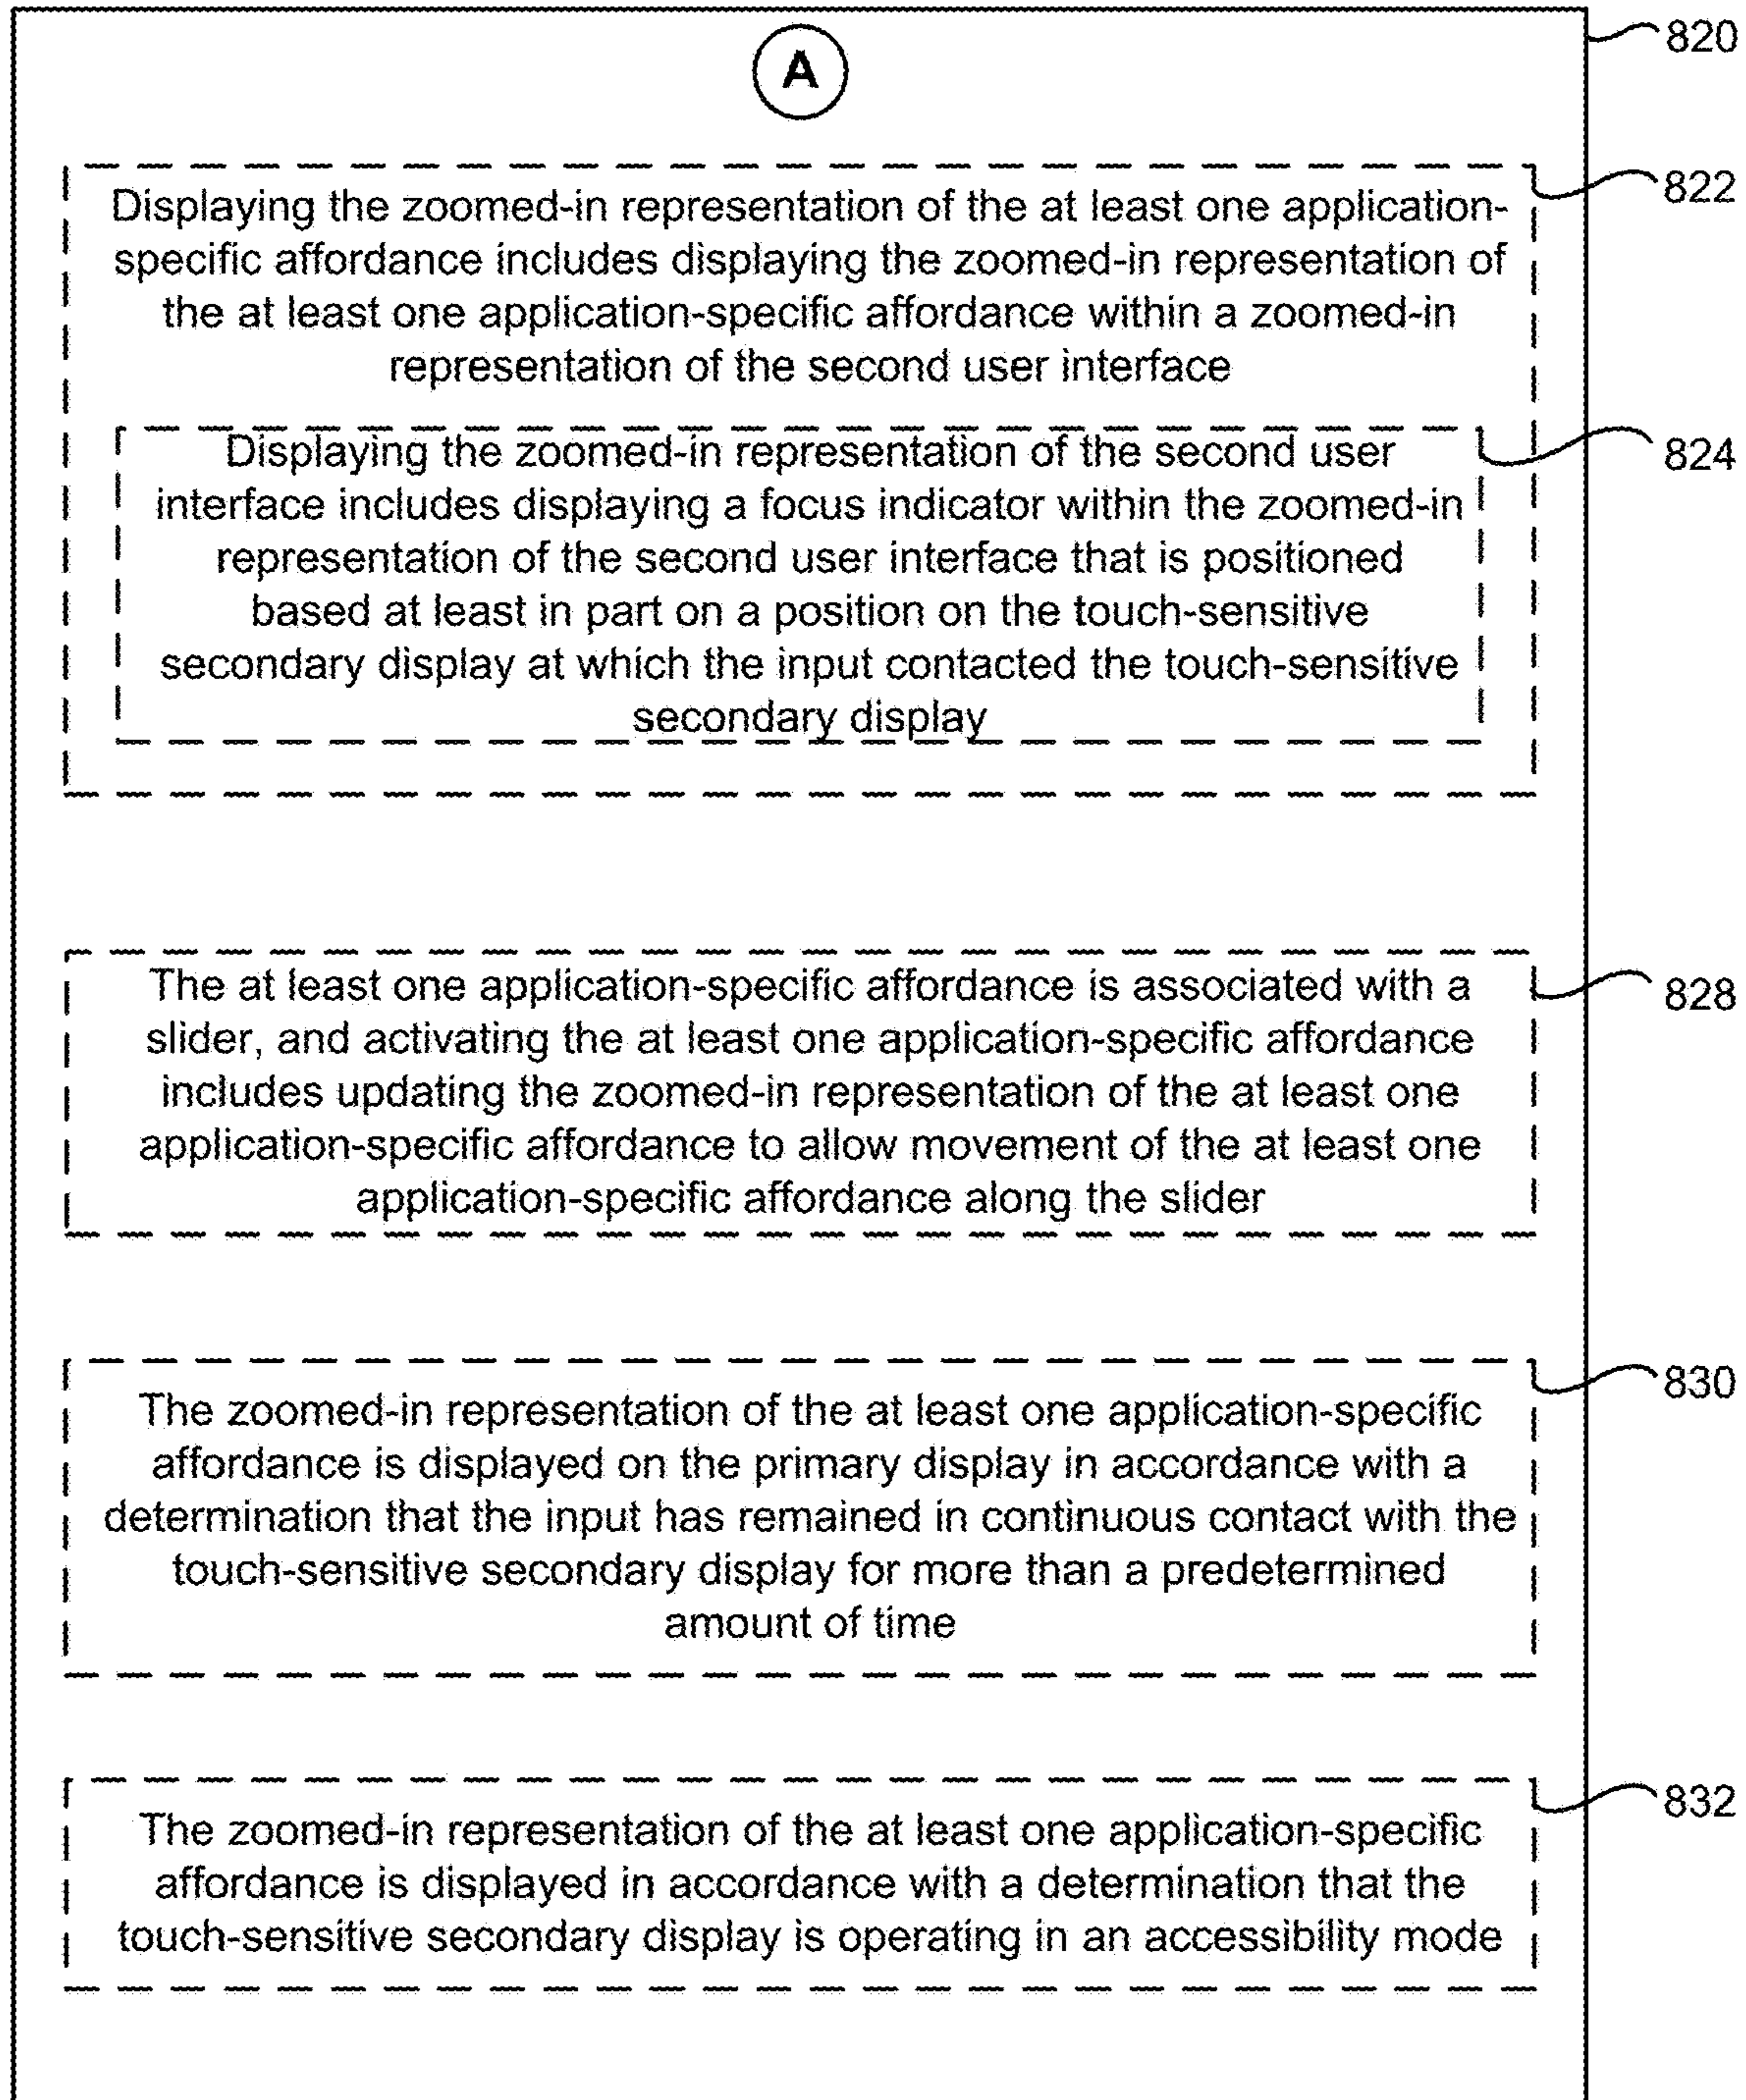 820
A
822
Displaying the zoomed-in representation of the at least one application-
specific affordance includes displaying the zoomed-in representation of
the at least one application-specific affordance within a zoomed-in
representation of the second user interface
824
Displaying the zoomed-in representation of the second user
interface includes displaying a focus indicator within the zoomed-in
representation of the second user interface that is positioned
based at least in part on a position on the touch-sensitive
secondary display at which the input contacted the touch-sensitive
secondary display
828
The at least one application-specific affordance is associated with a
slider, and activating the at least one application-specific affordance
includes updating the zoomed-in representation of the at least one
application-specific affordance to allow movement of the at least one
application-specific affordance along the slider
830
The zoomed-in representation of the at least one application-specific
affordance is displayed on the primary display in accordance with a
determination that the input has remained in continuous contact with the
touch-sensitive secondary display for more than a predetermined
amount of time
832
The zoomed-in representation of the at least one application-specific
affordance is displayed in accordance with a determination that the
touch-sensitive secondary display is operating in an accessibility mode